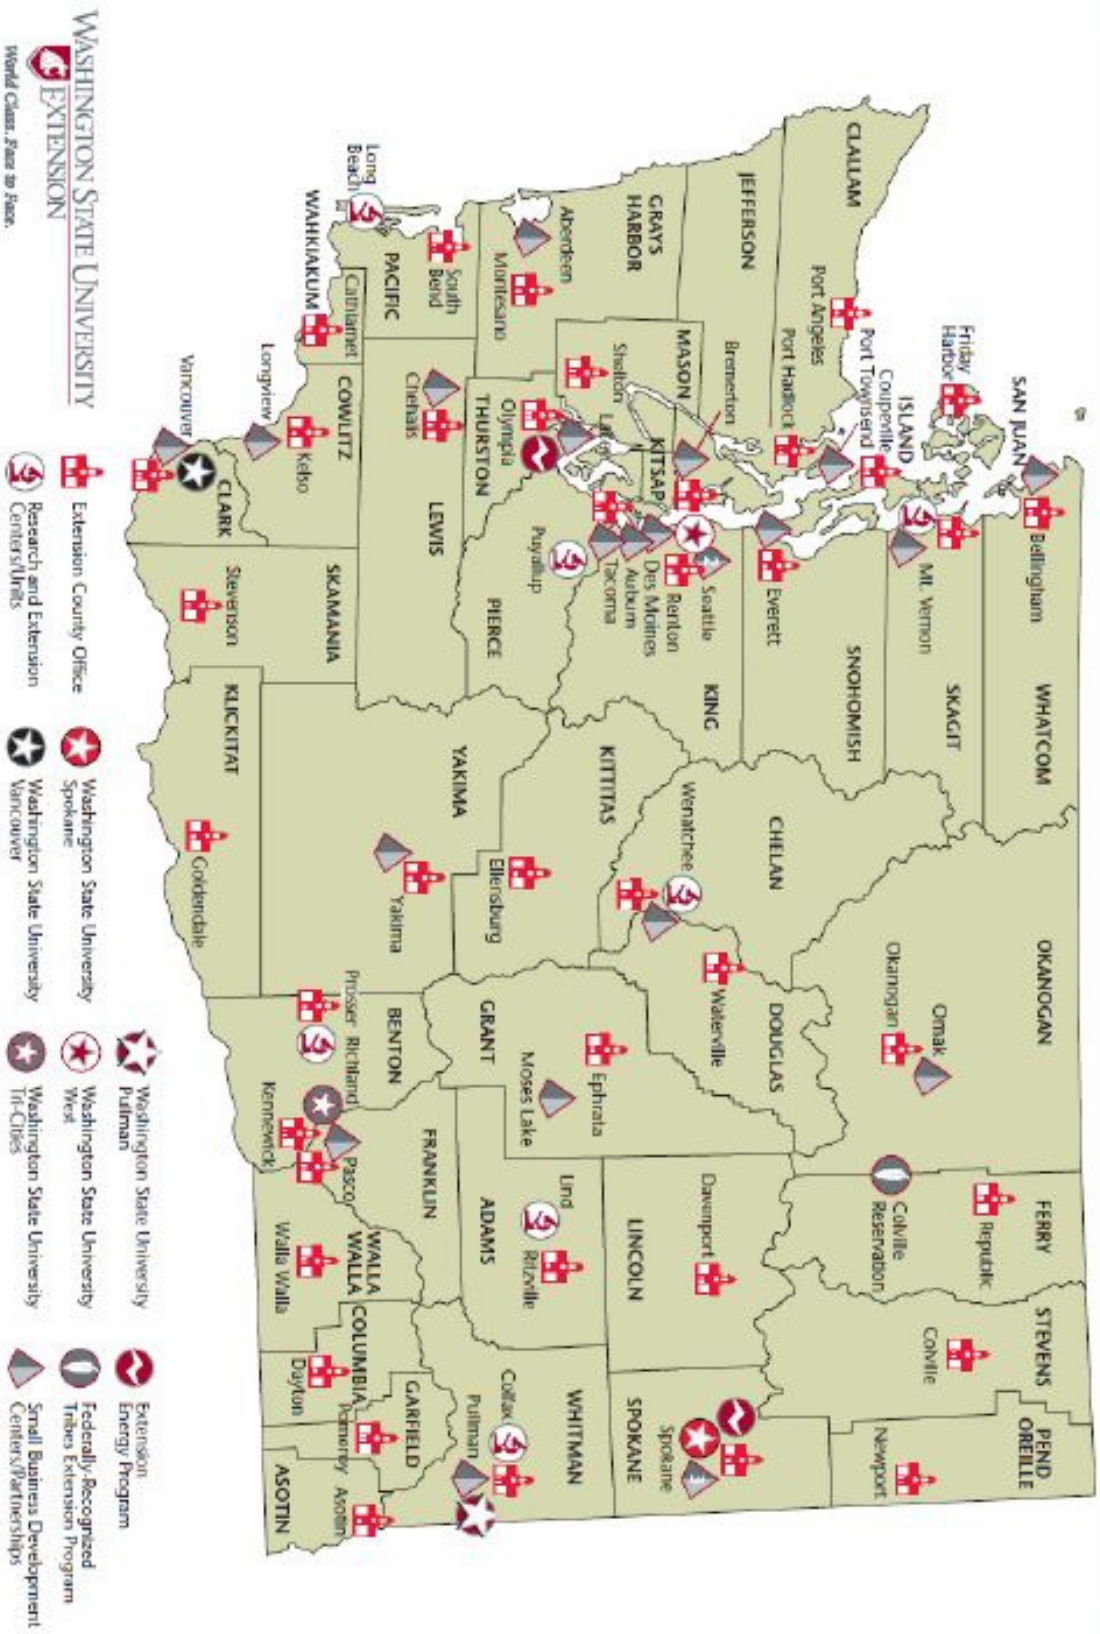 CLALLAM
JEFFERSON
GRAYS
HARBOR
MASON
KITSAP
SAN JUAN
ISLAND
WHATCOM
SKAGIT
SNOHOMISH
KING
PIERCE
THURSTON
LEWIS
PACIFIC
WAHKIAKUM
COWLITZ
CLARK
SKAMANIA
KLICKITAT
YAKIMA
KITTITAS
CHELAN
OKANOGAN
DOUGLAS
GRANT
BENTON
FRANKLIN
ADAMS
LINCOLN
FERRY
STEVENS
PEND
OREILLE
SPOKANE
WHITMAN
WALLA
WALLA
COLUMBIA
GARFIELD
ASOTIN
Port Angeles
Port Hadlock
Port Townsend
Coupeville
Friday
Harbor
Bellingham
Mt. Vernon
Everett
Bremerton
Seattle
Renton
Des Moines
Auburn
Tacoma
Puyallup
Shelton
Olympia
Aberdeen
Montesano
South
Bend
Long
Beach
Cathlamet
Chehalis
Longview
Kelso
Vancouver
Stevenson
Goldendale
Yakima
Ellensburg
Wenatchee
Waterville
Okanogan
Omak
Ephrata
Moses Lake
Prosser
Richland
Kennewick
Pasco
Walla Walla
Dayton
Pomeroy
Asotin
Pullman
Colfax
Lind
Ritzville
Davenport
Spokane
Newport
Colville
Republic
Colville
Reservation
WASHINGTON STATE UNIVERSITY
EXTENSION
World Class. Face to Face.
Extension County Office
Research and Extension
Centers/Units
Washington State University
Spokane
Washington State University
Vancouver
Washington State University
Pullman
Washington State University
West
Washington State University
Tri-Cities
Extension
Energy Program
Federally-Recognized
Tribes Extension Program
Small Business Development
Centers/Partnerships